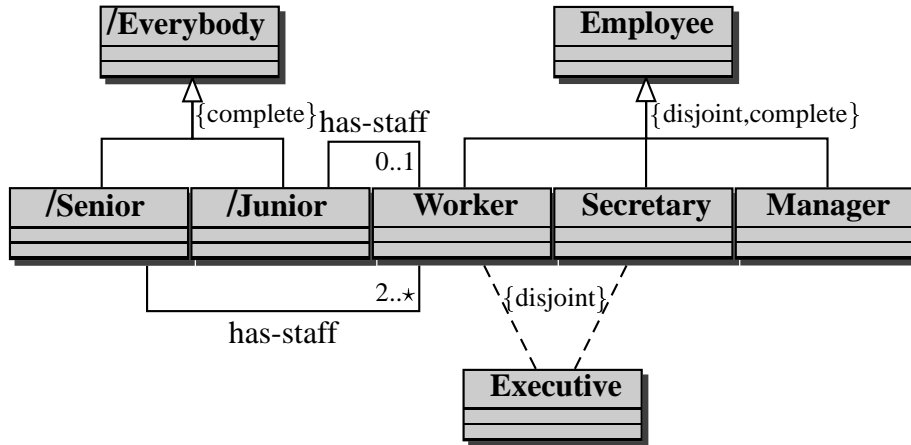 /Everybody
Employee
{complete}
{disjoint,complete}
has-staff
0..1
/Senior
/Junior
Worker
Secretary
Manager
2..⋆
{disjoint}
has-staff
Executive